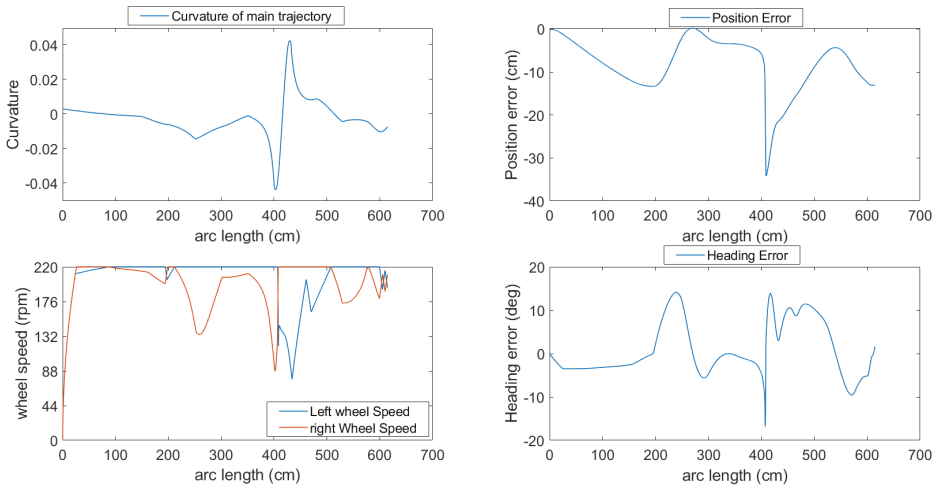 Curvature of main trajectory
0.04
0.02
0
-0.02
-0.04
Curvature
0 100 200 300 400 500 600 700
arc length (cm)
Position Error
0
-10
-20
-30
-40
Position error (cm)
0 100 200 300 400 500 600 700
arc length (cm)
220
176
132
88
44
0
wheel speed (rpm)
Left wheel Speed
right Wheel Speed
0 100 200 300 400 500 600 700
arc length (cm)
Heading Error
20
10
0
-10
-20
Heading error (deg)
0 100 200 300 400 500 600 700
arc length (cm)